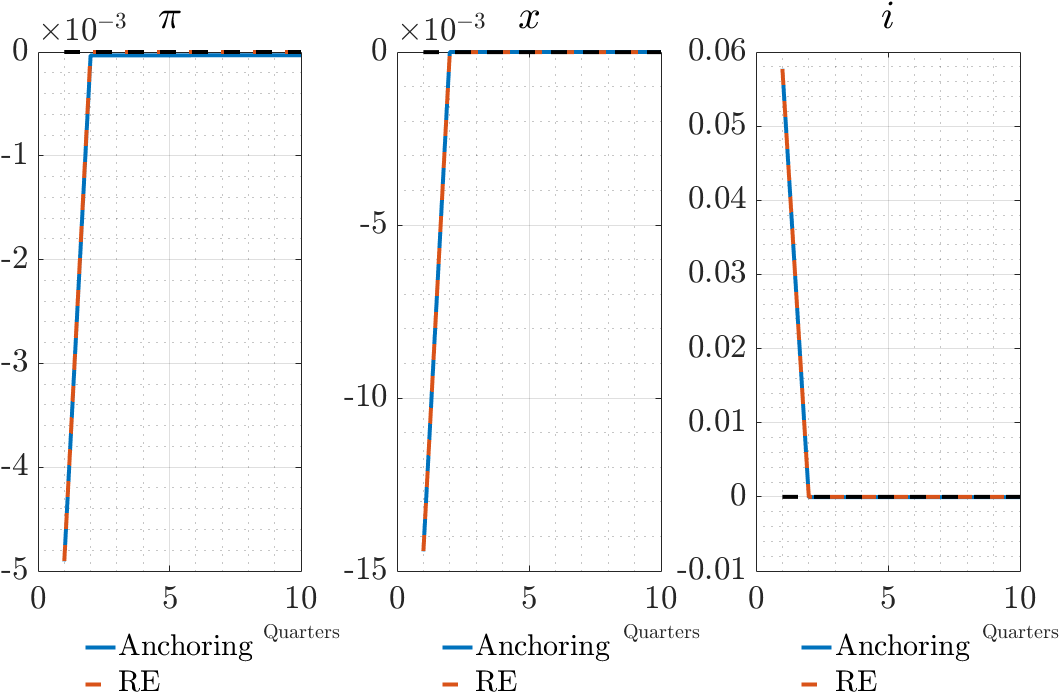 π
×10⁻³
0
-1
-2
-3
-4
-5
0 5 10
Quarters
Anchoring
RE
x
×10⁻³
0
-5
-10
-15
0 5 10
Quarters
Anchoring
RE
i
0.06
0.05
0.04
0.03
0.02
0.01
0
-0.01
0 5 10
Quarters
Anchoring
RE